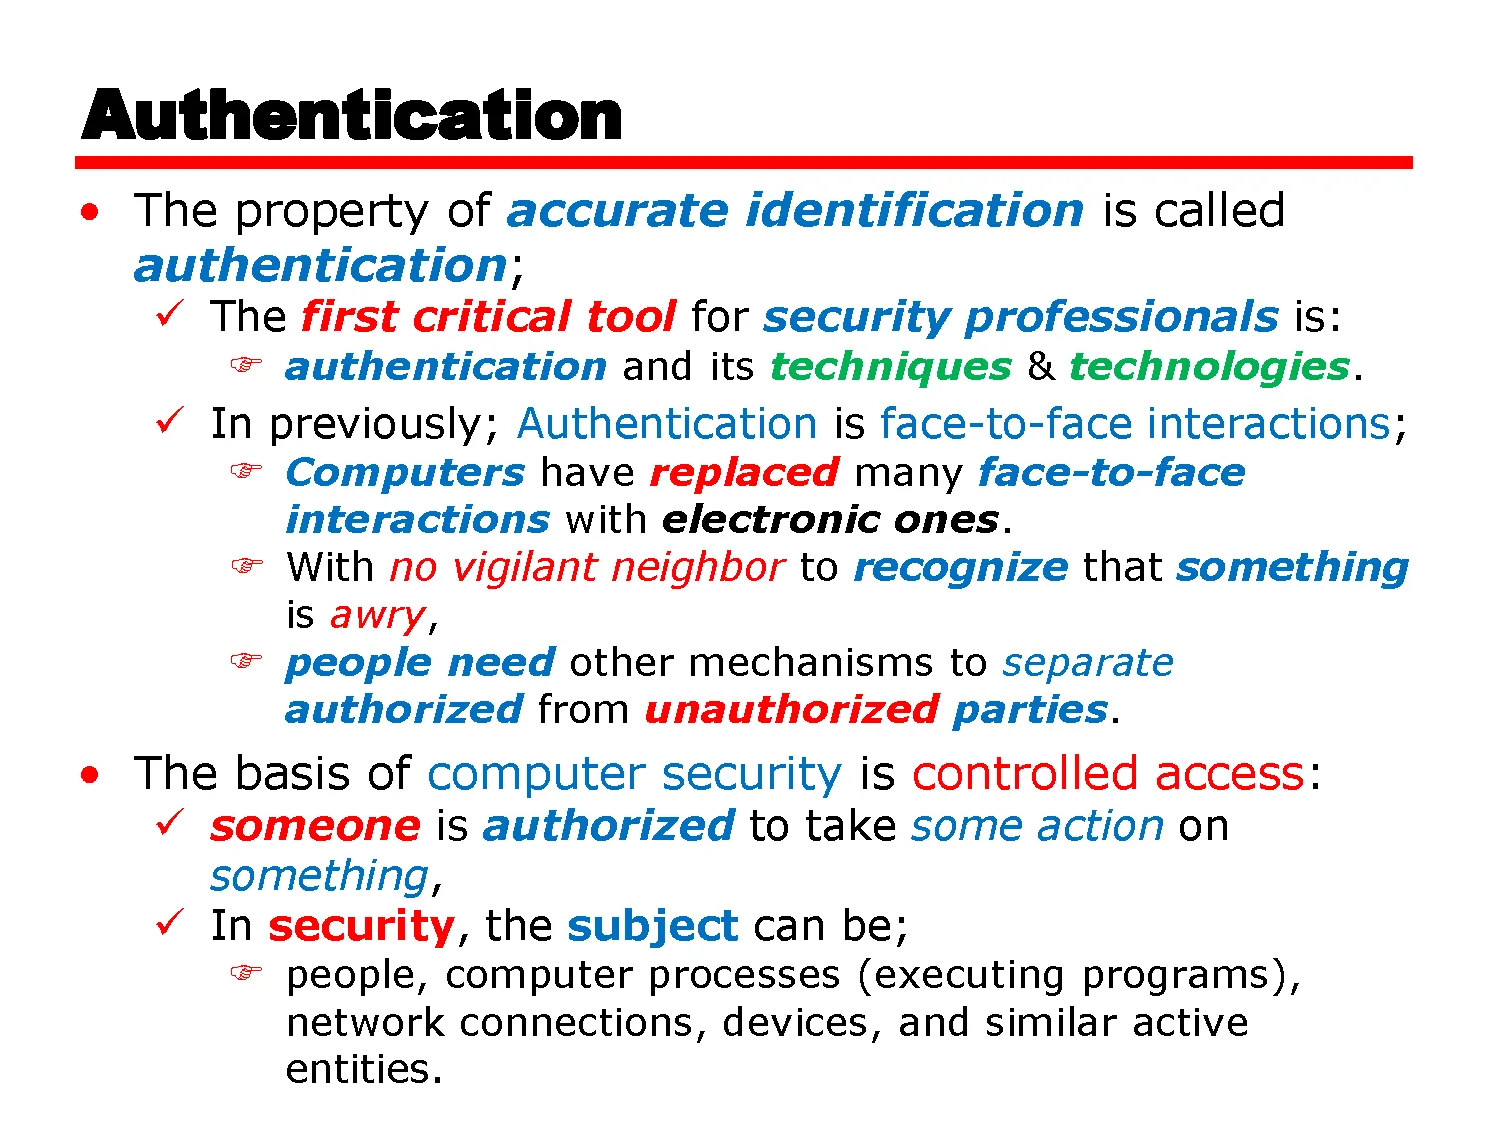 Authentication
• The property of accurate identification is called
authentication;
✓ The first critical tool for security professionals is:
☞ authentication and its techniques & technologies.
✓ In previously; Authentication is face-to-face interactions;
☞ Computers have replaced many face-to-face
interactions with electronic ones.
☞ With no vigilant neighbor to recognize that something
is awry,
☞ people need other mechanisms to separate
authorized from unauthorized parties.
• The basis of computer security is controlled access:
✓ someone is authorized to take some action on
something,
✓ In security, the subject can be;
☞ people, computer processes (executing programs),
network connections, devices, and similar active
entities.